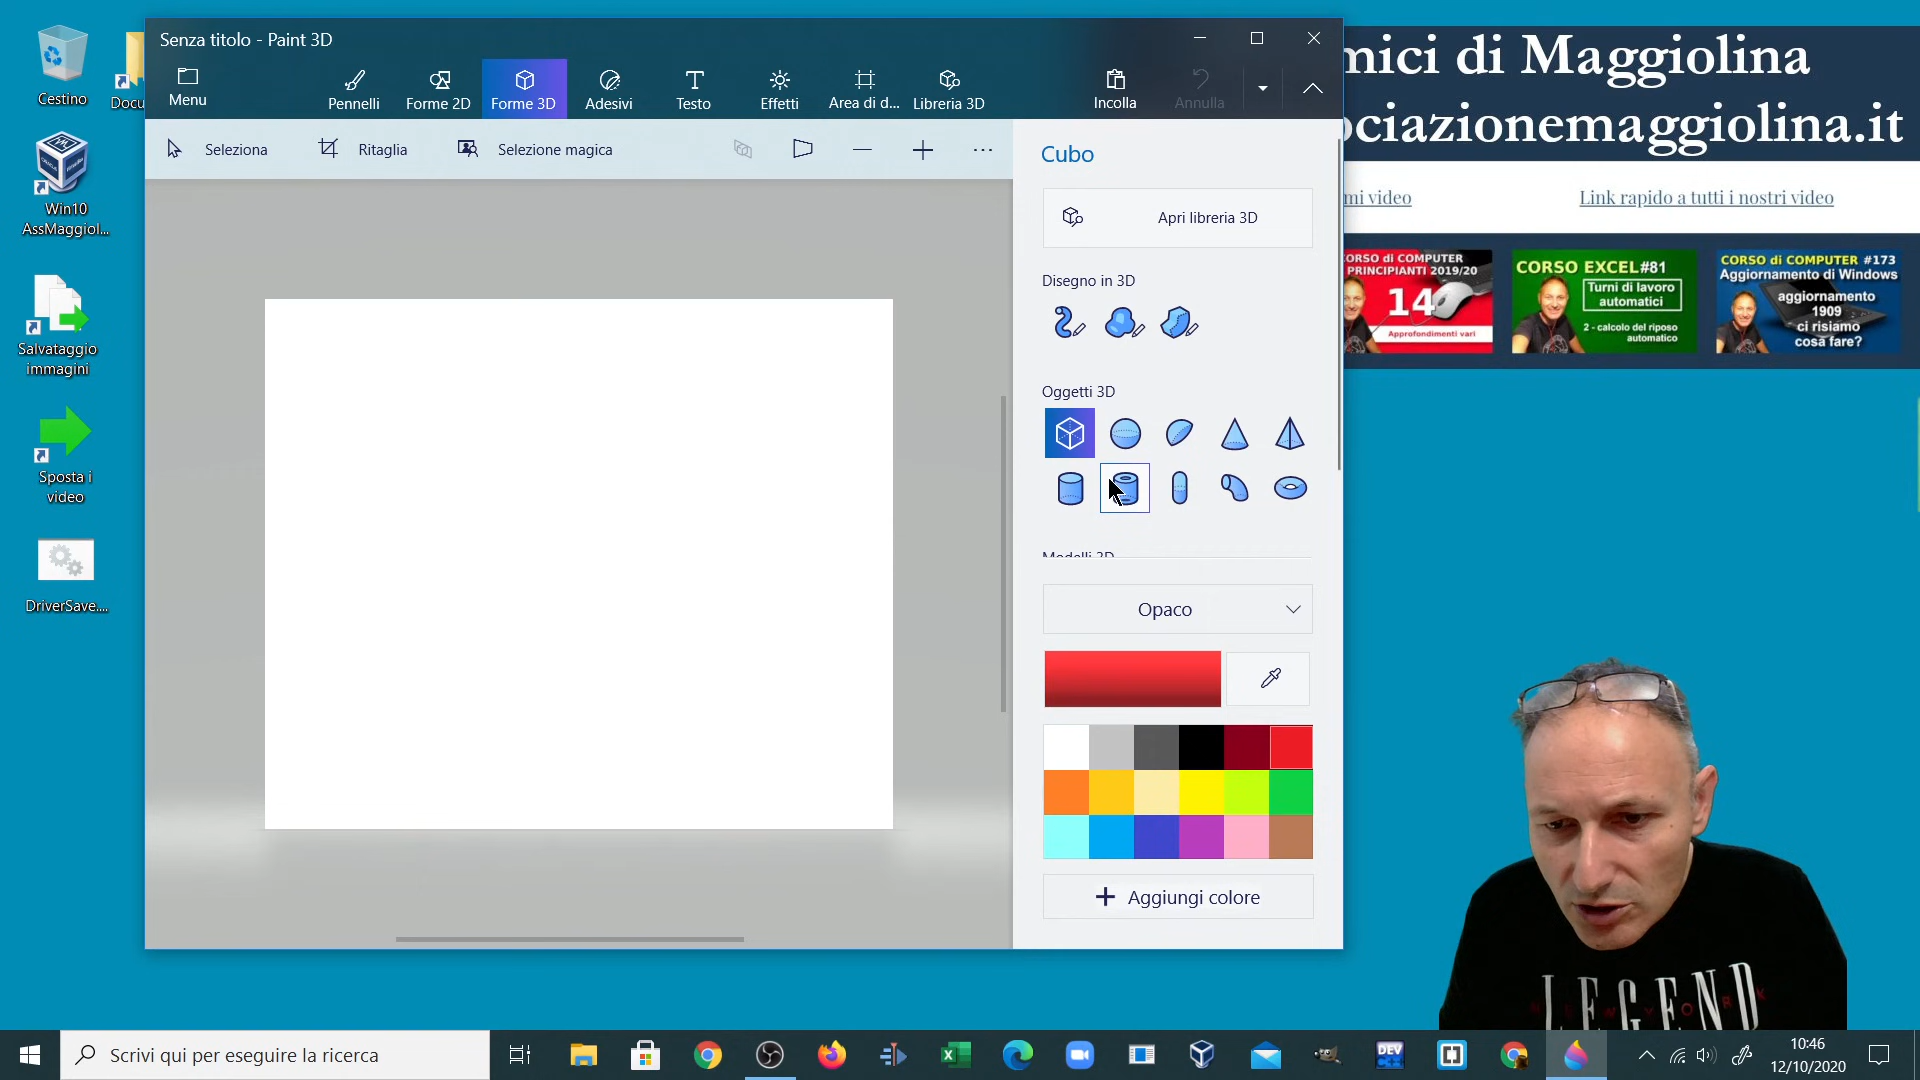 Cestino
Docu
Win10
AssMaggiol...
Salvataggio
immagini
Sposta i
video
DriverSave....
Senza titolo - Paint 3D
Menu
Pennelli
Forme 2D
Forme 3D
Adesivi
Testo
Effetti
Area di d...
Libreria 3D
Incolla
Annulla
Seleziona
Ritaglia
Selezione magica
Cubo
Apri libreria 3D
Disegno in 3D
Oggetti 3D
Modelli 3D
Opaco
Aggiungi colore
mici di Maggiolina
ociazionemaggiolina.it
mi video
Link rapido a tutti i nostri video
CORSO di COMPUTER
PRINCIPIANTI 2019/20
14
Approfondimenti vari
CORSO EXCEL#81
Turni di lavoro
automatici
2 - calcolo del riposo
automatico
CORSO di COMPUTER #173
Aggiornamento di Windows
aggiornamento
1909
ci risiamo
cosa fare?
LEGEND
Scrivi qui per eseguire la ricerca
DEV
C++
10:46
12/10/2020